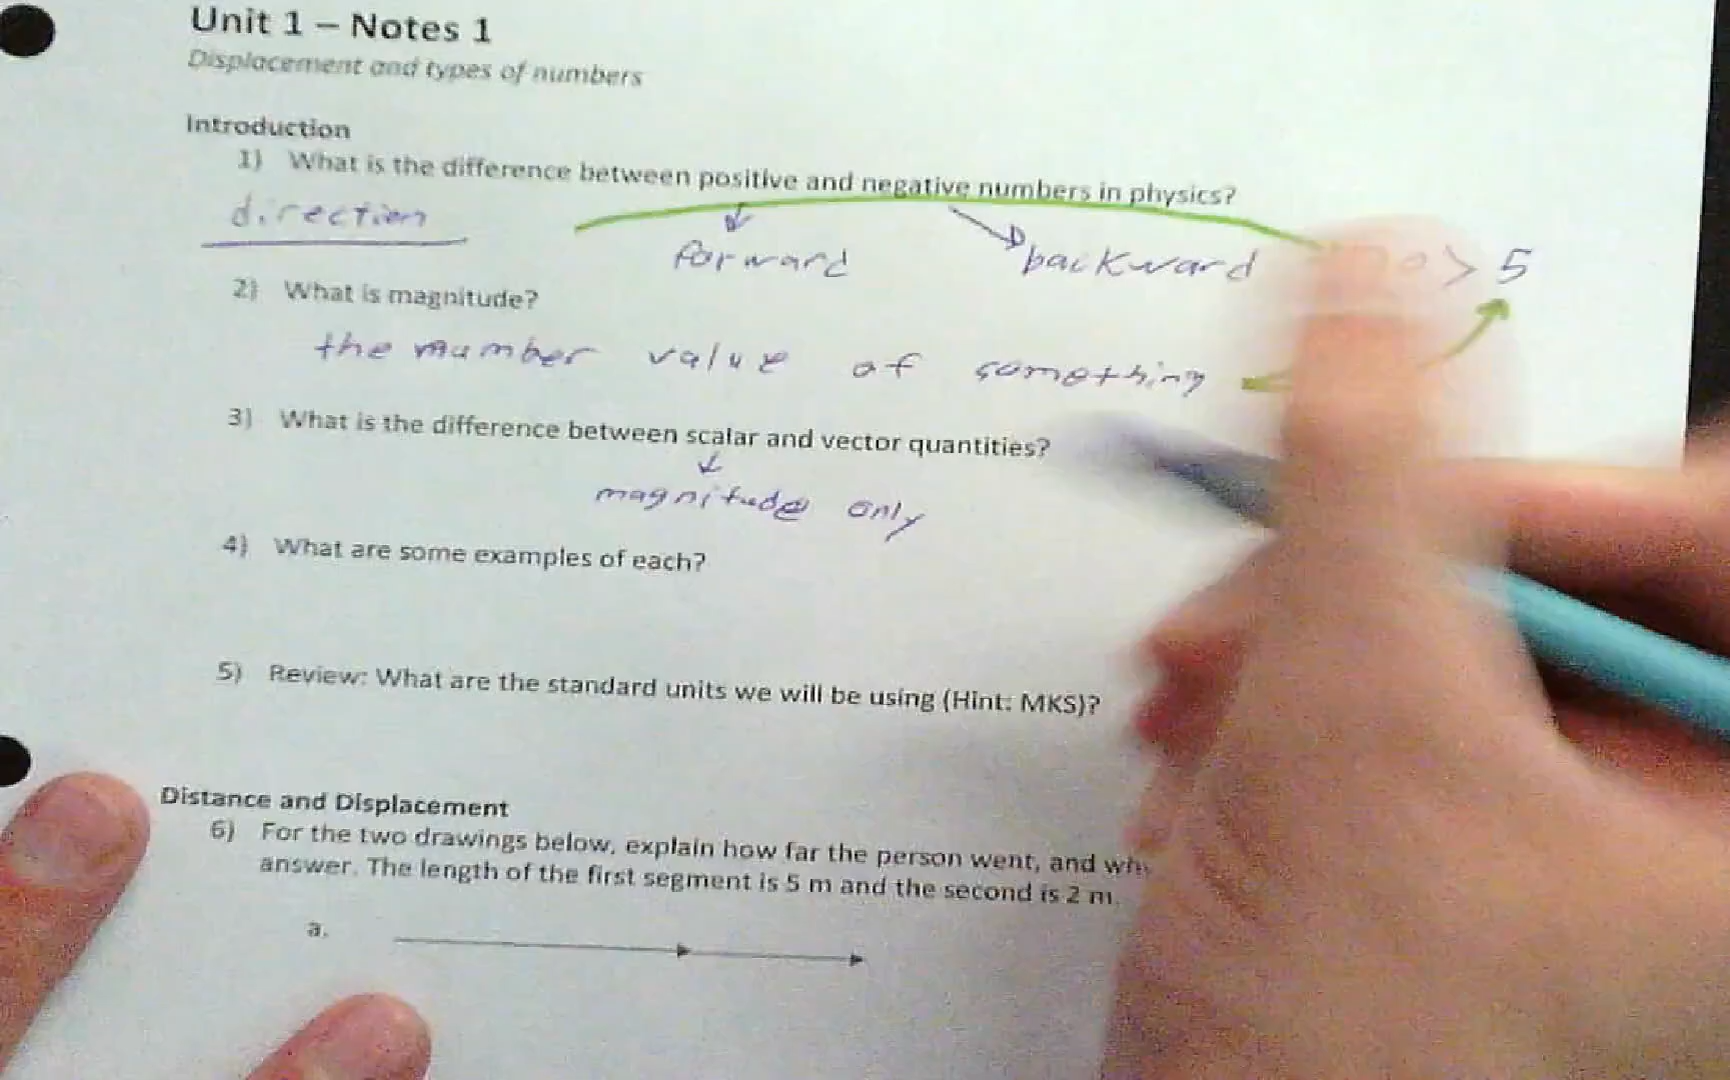 Unit 1 – Notes 1
Displacement and types of numbers
Introduction
1) What is the difference between positive and negative numbers in physics?
direction
forward
backward
> 5
2) What is magnitude?
the number value of something
3) What is the difference between scalar and vector quantities?
magnitude only
4) What are some examples of each?
5) Review: What are the standard units we will be using (Hint: MKS)?
Distance and Displacement
6) For the two drawings below, explain how far the person went, and
answer. The length of the first segment is 5 m and the second is 2 m.
a.